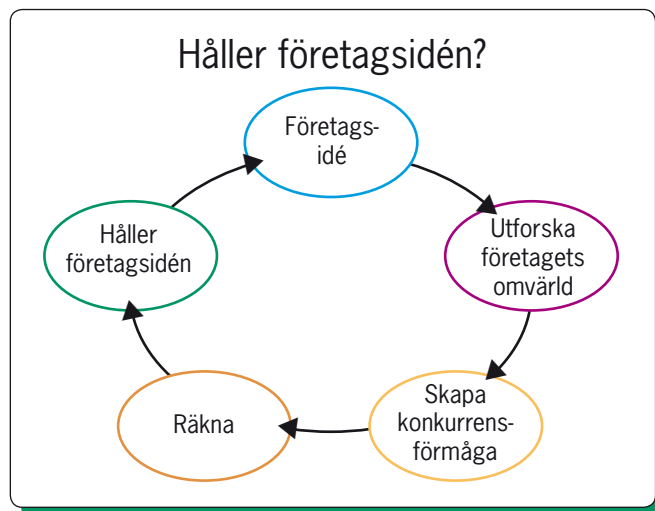 Håller företagsidén?
Företags-
idé
Utforska
företagets
omvärld
Skapa
konkurrens-
förmåga
Räkna
Håller
företagsidén